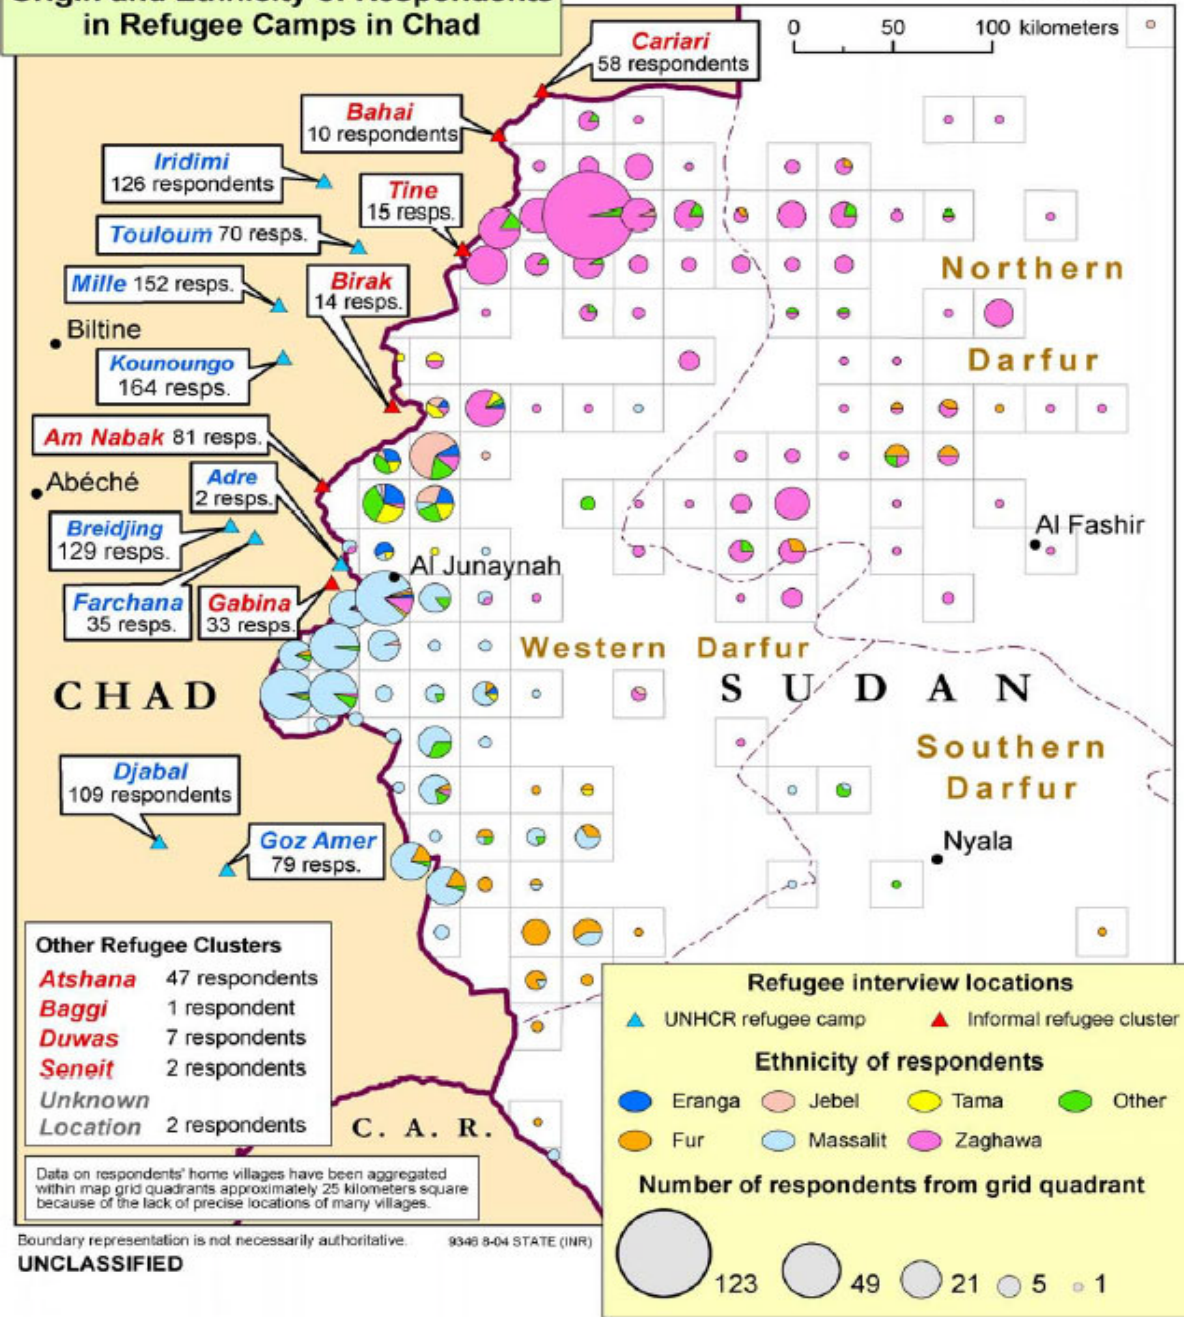 Origin and Ethnicity of Respondents
in Refugee Camps in Chad
0 50 100 kilometers
Cariari
58 respondents
Bahai
10 respondents
Iridimi
126 respondents
Tine
15 resps.
Touloum 70 resps.
Mille 152 resps.
Birak
14 resps.
Northern
Darfur
Biltine
Kounoungo
164 resps.
Am Nabak 81 resps.
Abéché
Adre
2 resps.
Breidjing
129 resps.
Al Fashir
Al Junaynah
Farchana
35 resps.
Gabina
33 resps.
Western Darfur
CHAD
SUDAN
Southern
Darfur
Djabal
109 respondents
Goz Amer
79 resps.
Nyala
Other Refugee Clusters
Atshana 47 respondents
Baggi 1 respondent
Duwas 7 respondents
Seneit 2 respondents
Unknown
Location 2 respondents
C. A. R.
Data on respondents' home villages have been aggregated
within map grid quadrants approximately 25 kilometers square
because of the lack of precise locations of many villages.
Boundary representation is not necessarily authoritative. 9346 8-04 STATE (INR)
UNCLASSIFIED
Refugee interview locations
UNHCR refugee camp Informal refugee cluster
Ethnicity of respondents
Eranga Jebel Tama Other
Fur Massalit Zaghawa
Number of respondents from grid quadrant
123 49 21 5 1